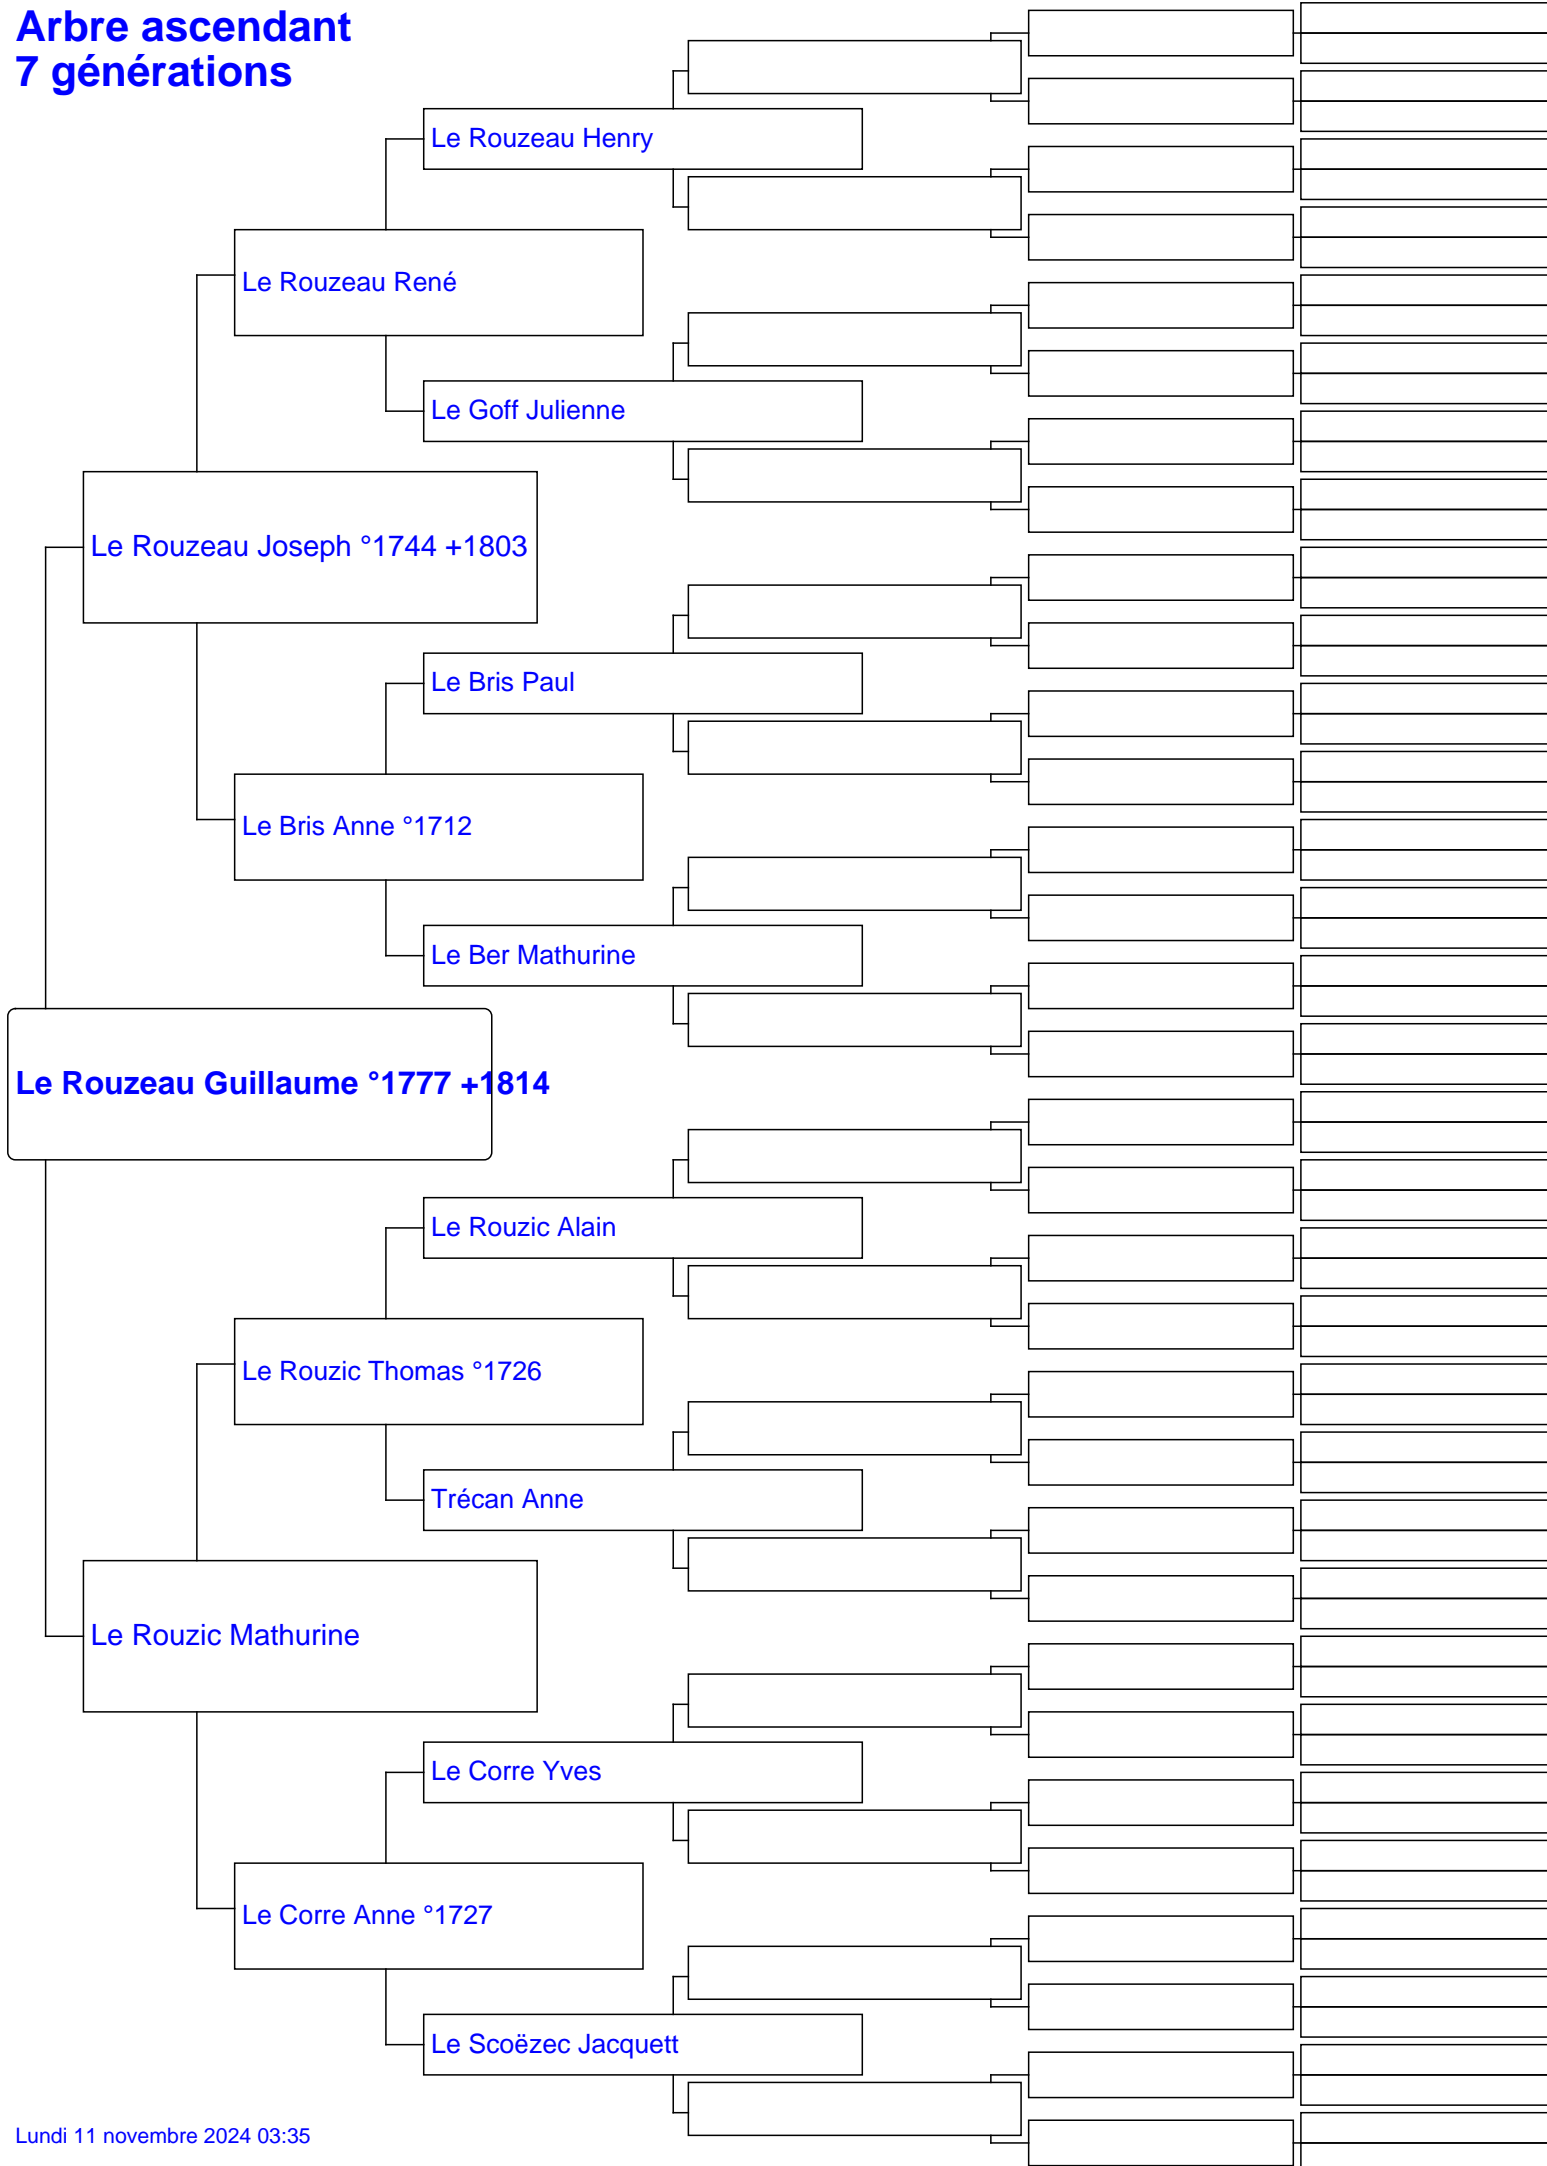 Arbre ascendant
7 générations
Le Rouzeau Henry
Le Rouzeau René
Le Goff Julienne
Le Rouzeau Joseph °1744 +1803
Le Bris Paul
Le Bris Anne °1712
Le Ber Mathurine
Le Rouzeau Guillaume °1777 +1814
Le Rouzic Alain
Le Rouzic Thomas °1726
Trécan Anne
Le Rouzic Mathurine
Le Corre Yves
Le Corre Anne °1727
Le Scoëzec Jacquett
Lundi 11 novembre 2024 03:35